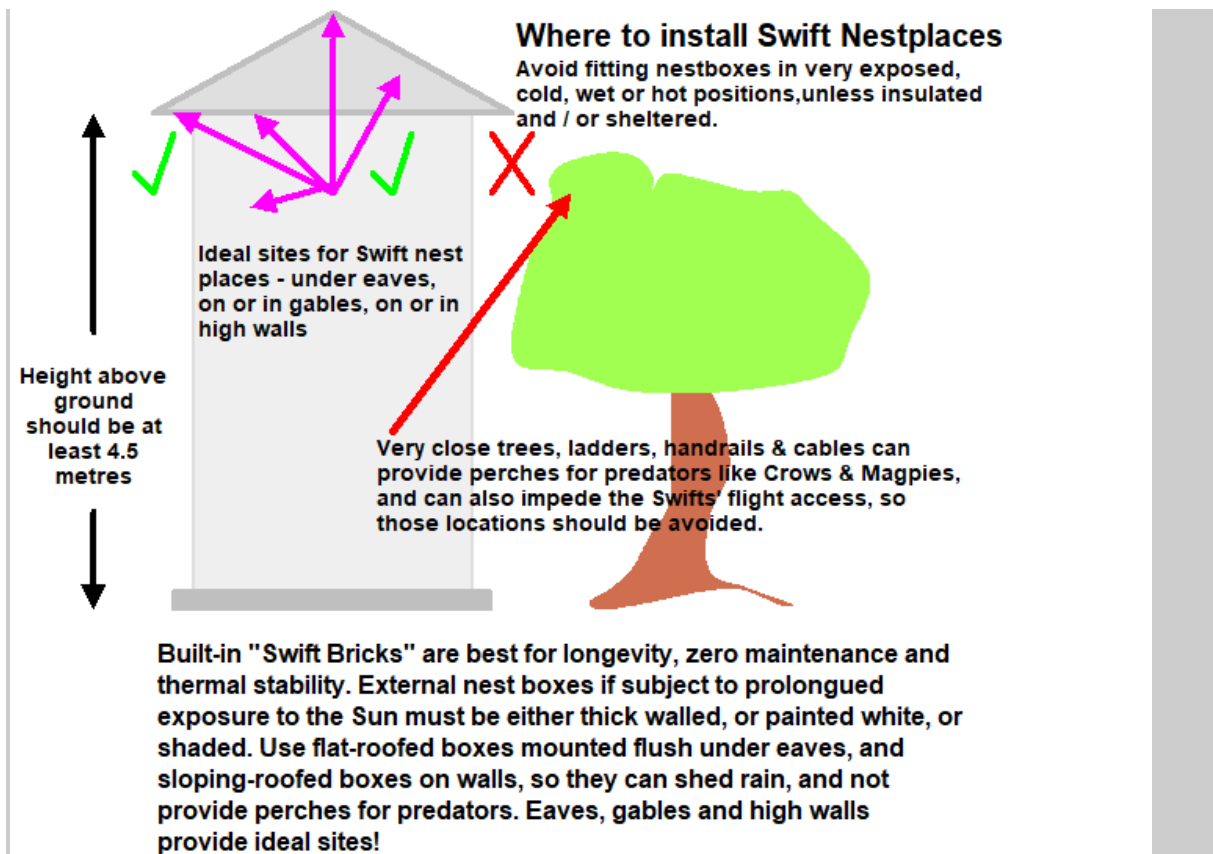 Where to install Swift Nestplaces
Avoid fitting nestboxes in very exposed,
cold, wet or hot positions,unless insulated
and / or sheltered.
Ideal sites for Swift nest
places - under eaves,
on or in gables, on or in
high walls
Height above
ground
should be at
least 4.5
metres
Very close trees, ladders, handrails & cables can
provide perches for predators like Crows & Magpies,
and can also impede the Swifts' flight access, so
those locations should be avoided.
Built-in "Swift Bricks" are best for longevity, zero maintenance and
thermal stability. External nest boxes if subject to prolongued
exposure to the Sun must be either thick walled, or painted white, or
shaded. Use flat-roofed boxes mounted flush under eaves, and
sloping-roofed boxes on walls, so they can shed rain, and not
provide perches for predators. Eaves, gables and high walls
provide ideal sites!